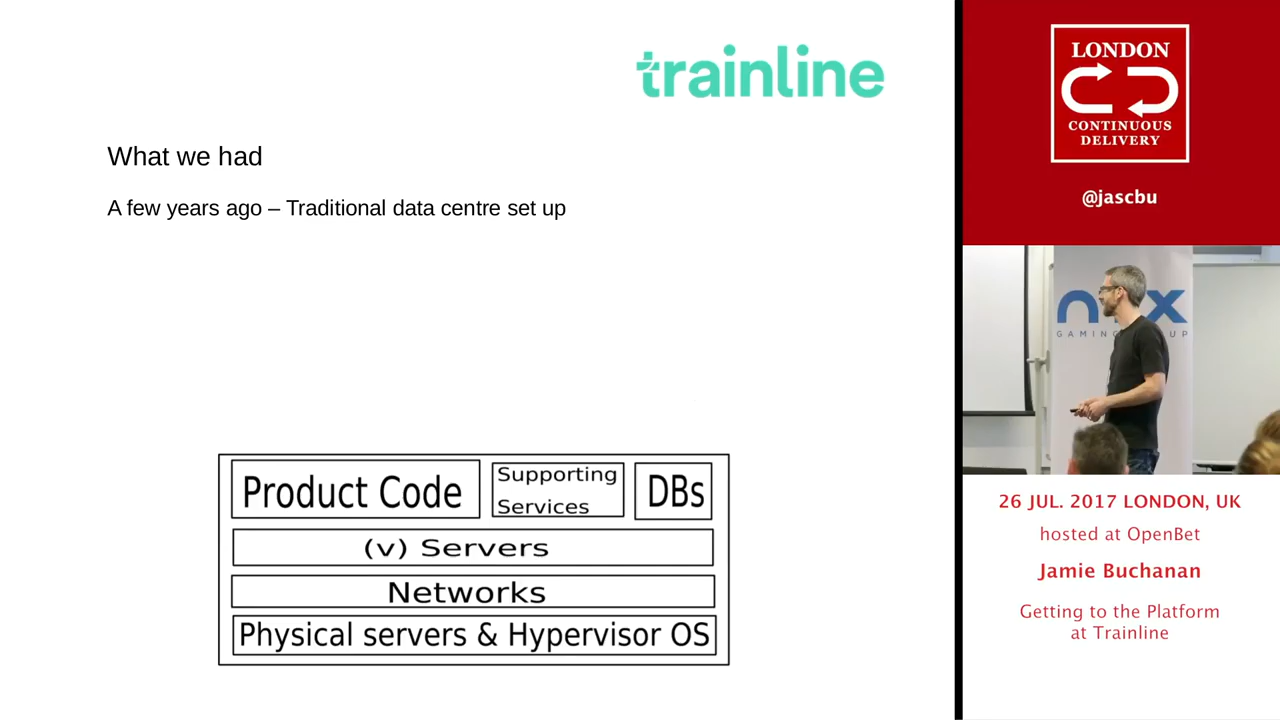 trainline
What we had
A few years ago – Traditional data centre set up
Product Code
Supporting
Services
DBs
(v) Servers
Networks
Physical servers & Hypervisor OS
LONDON
CONTINUOUS
DELIVERY
@jascbu
GAMING
UP
26 JUL. 2017 LONDON, UK
hosted at OpenBet
Jamie Buchanan
Getting to the Platform
at Trainline